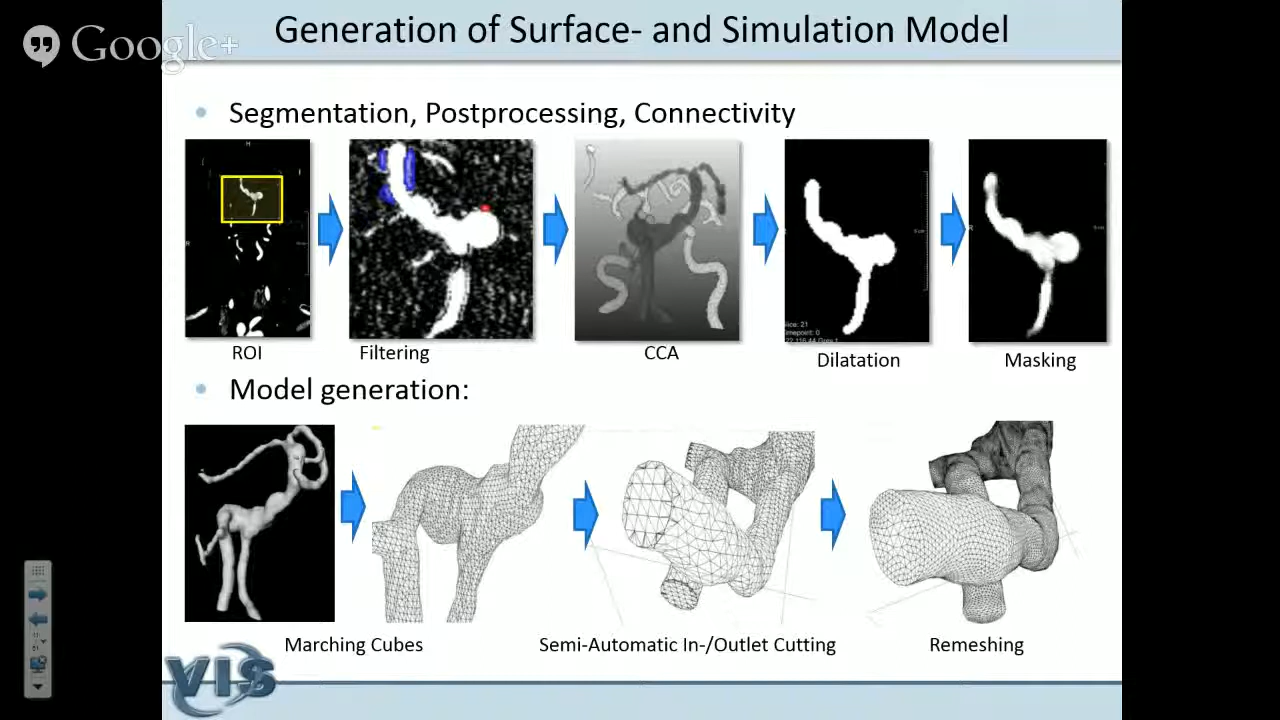 Generation of Surface- and Simulation Model
Google+
Segmentation, Postprocessing, Connectivity
ROI
Filtering
CCA
Dilatation
Masking
Model generation:
Marching Cubes
Semi-Automatic In-/Outlet Cutting
Remeshing
VIS